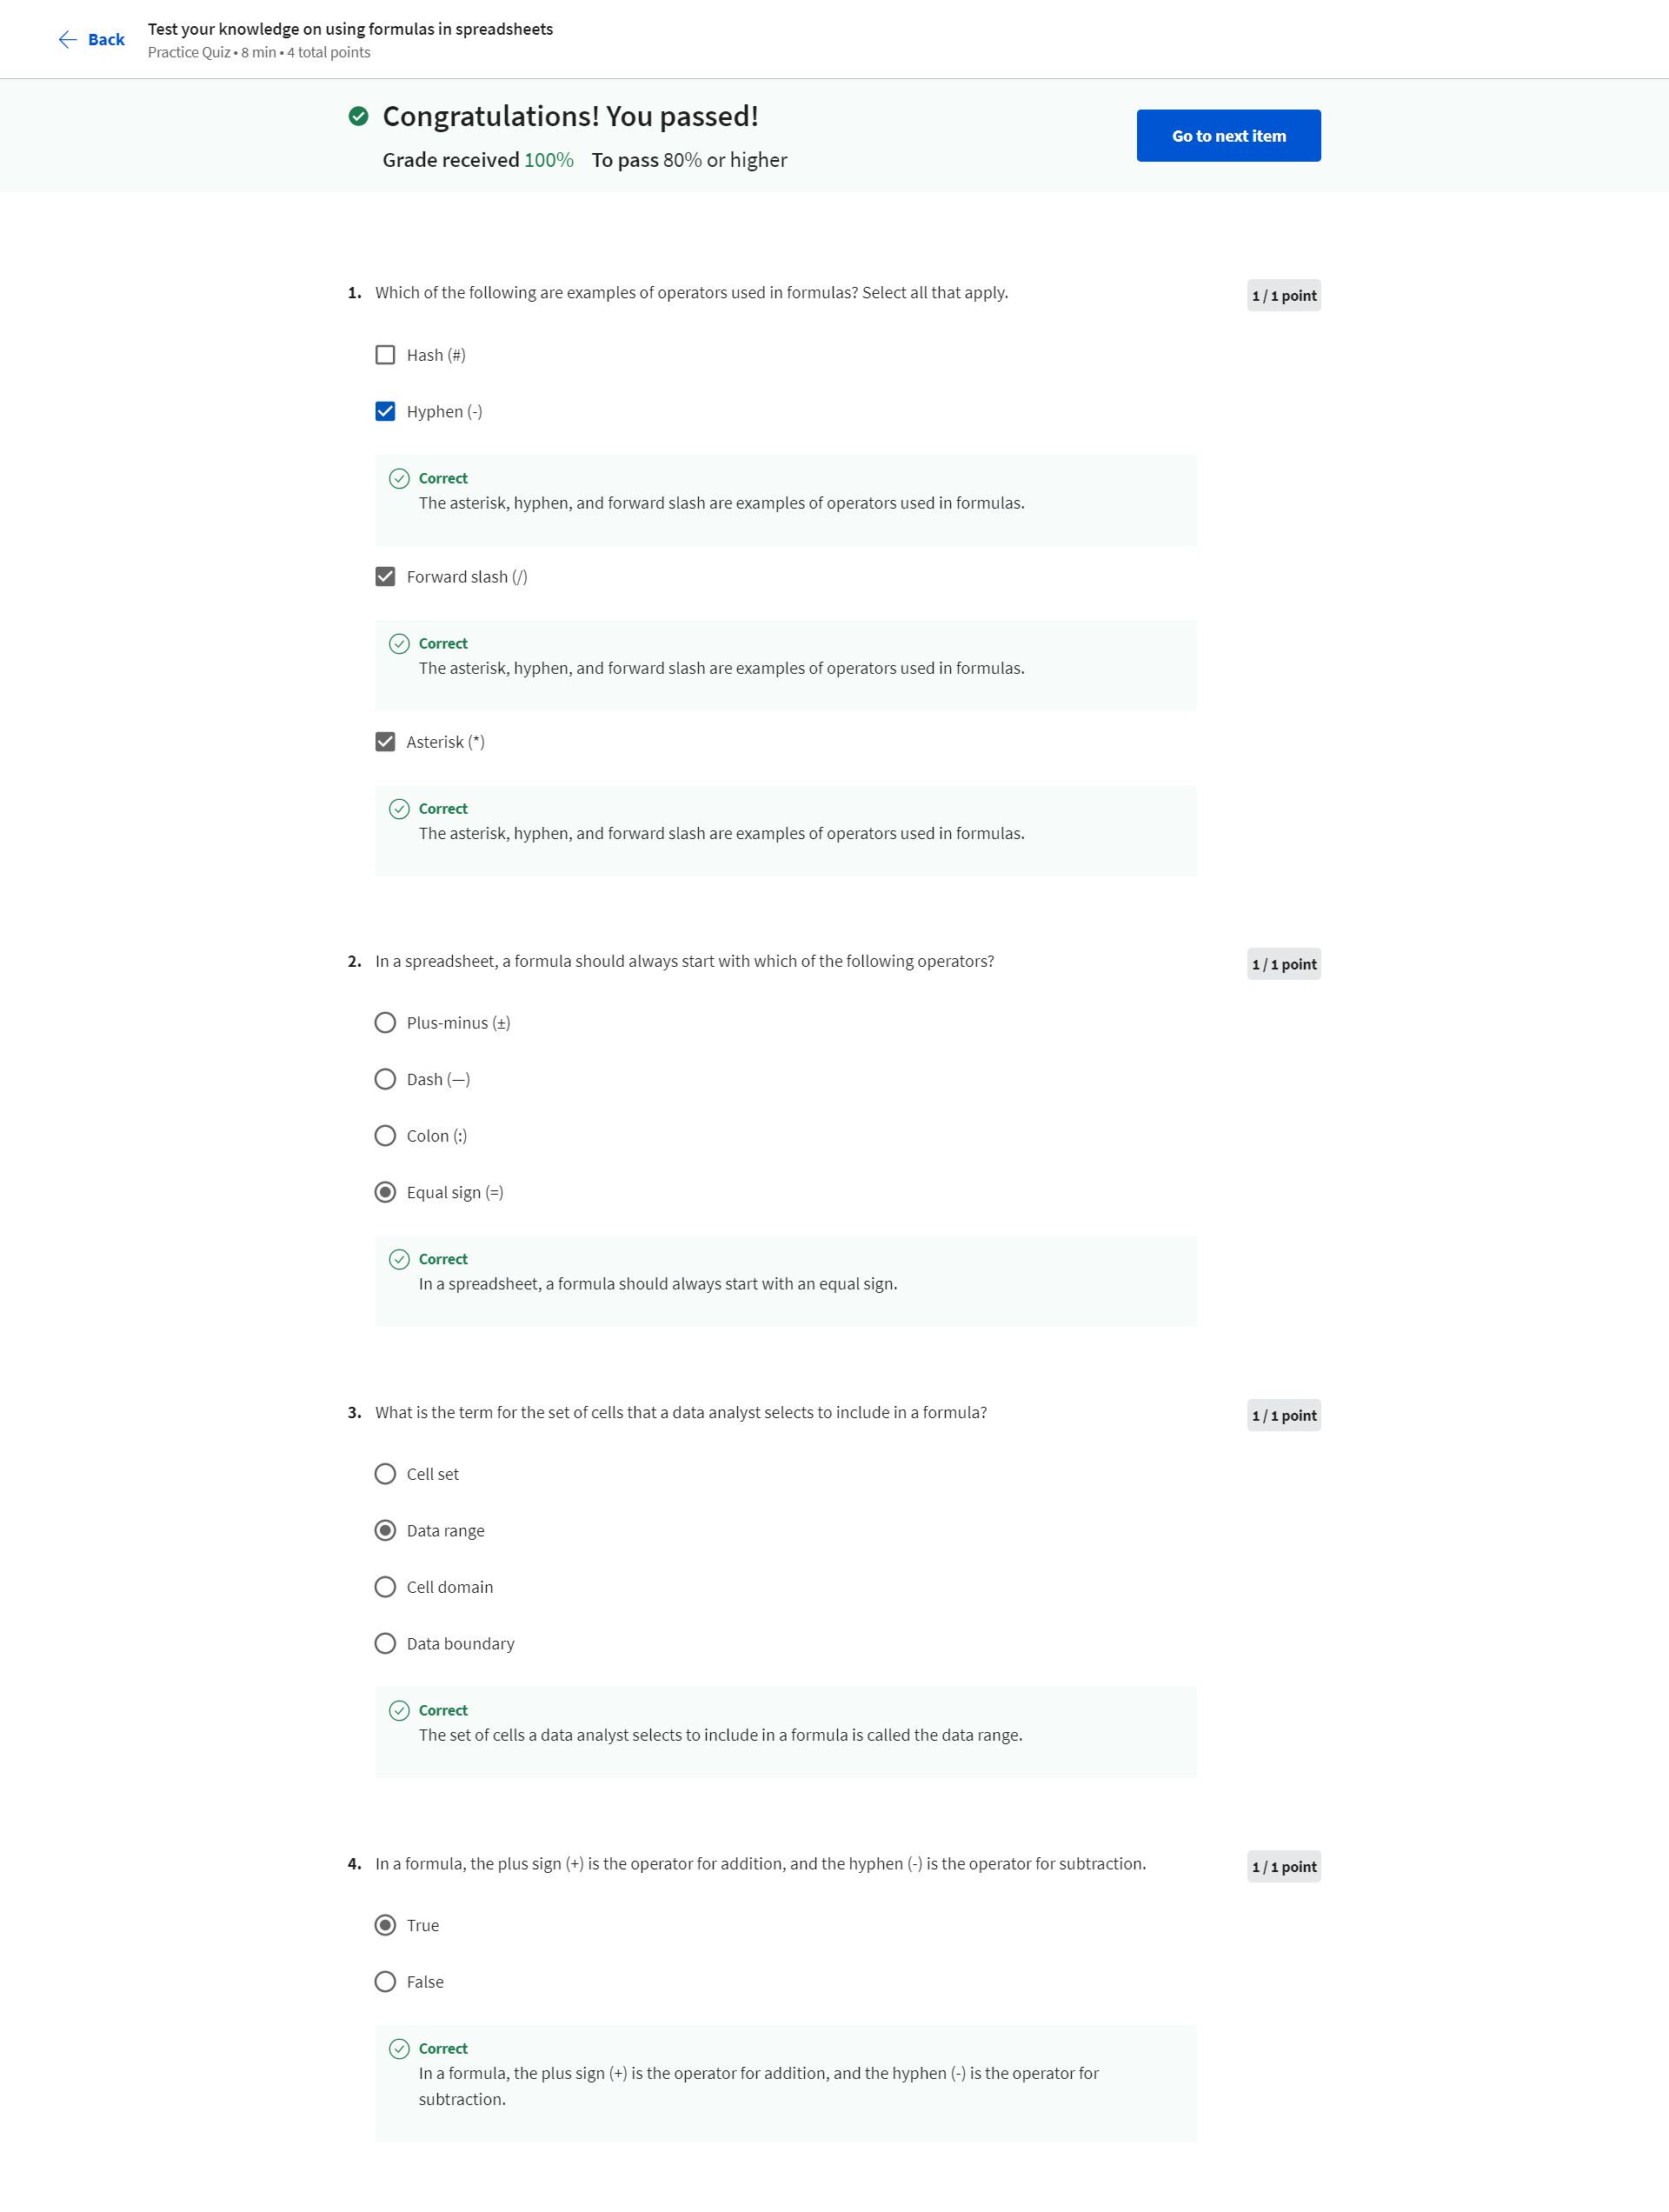 Back
Test your knowledge on using formulas in spreadsheets
Practice Quiz • 8 min • 4 total points
Congratulations! You passed!
Grade received 100% To pass 80% or higher
Go to next item
1. Which of the following are examples of operators used in formulas? Select all that apply.
1 / 1 point
Hash (#)
Hyphen (-)
Correct
The asterisk, hyphen, and forward slash are examples of operators used in formulas.
Forward slash (/)
Correct
The asterisk, hyphen, and forward slash are examples of operators used in formulas.
Asterisk (*)
Correct
The asterisk, hyphen, and forward slash are examples of operators used in formulas.
2. In a spreadsheet, a formula should always start with which of the following operators?
1 / 1 point
Plus-minus (±)
Dash (—)
Colon (:)
Equal sign (=)
Correct
In a spreadsheet, a formula should always start with an equal sign.
3. What is the term for the set of cells that a data analyst selects to include in a formula?
1 / 1 point
Cell set
Data range
Cell domain
Data boundary
Correct
The set of cells a data analyst selects to include in a formula is called the data range.
4. In a formula, the plus sign (+) is the operator for addition, and the hyphen (-) is the operator for subtraction.
1 / 1 point
True
False
Correct
In a formula, the plus sign (+) is the operator for addition, and the hyphen (-) is the operator for
subtraction.